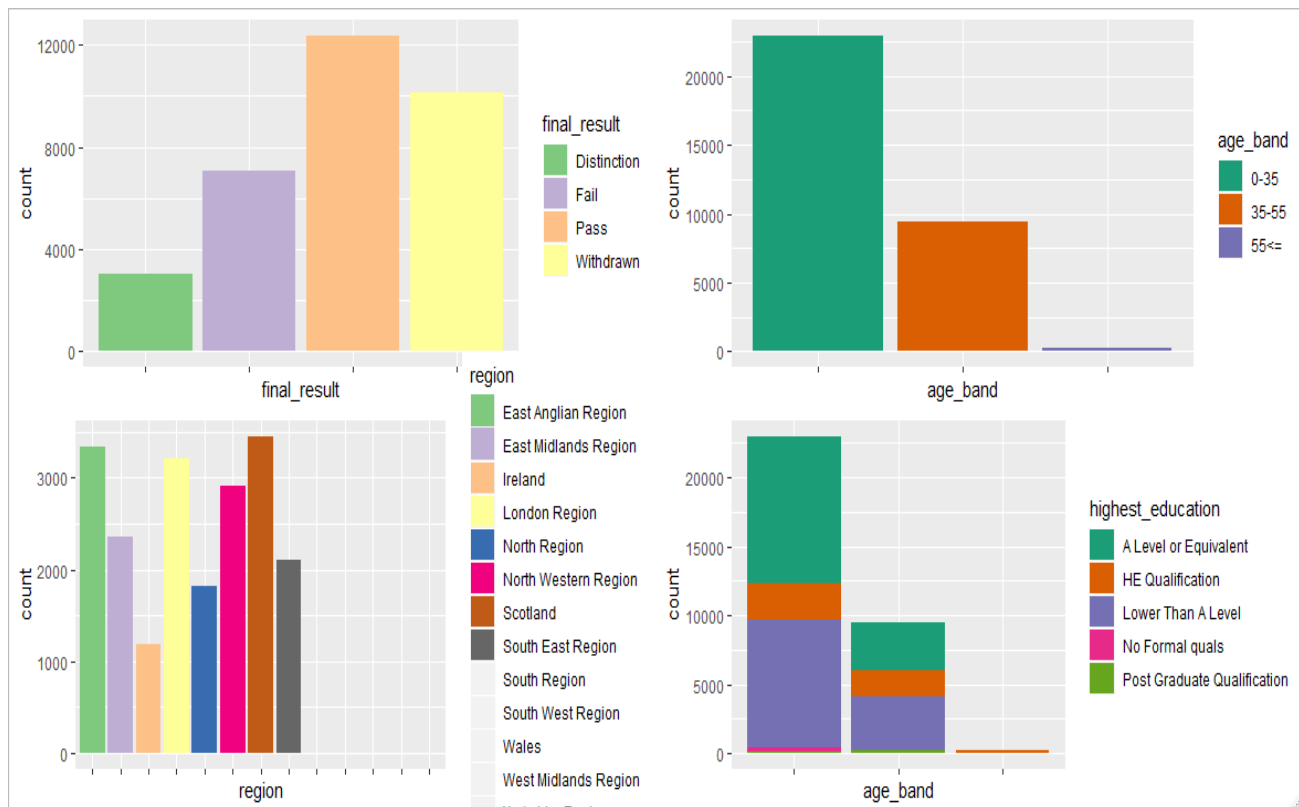 12000
8000
4000
0
count
final_result
final_result
Distinction
Fail
Pass
Withdrawn
20000
15000
10000
5000
0
count
age_band
age_band
0-35
35-55
55<=
3000
2000
1000
0
count
region
region
East Anglian Region
East Midlands Region
Ireland
London Region
North Region
North Western Region
Scotland
South East Region
South Region
South West Region
Wales
West Midlands Region
20000
15000
10000
5000
0
count
age_band
highest_education
A Level or Equivalent
HE Qualification
Lower Than A Level
No Formal quals
Post Graduate Qualification